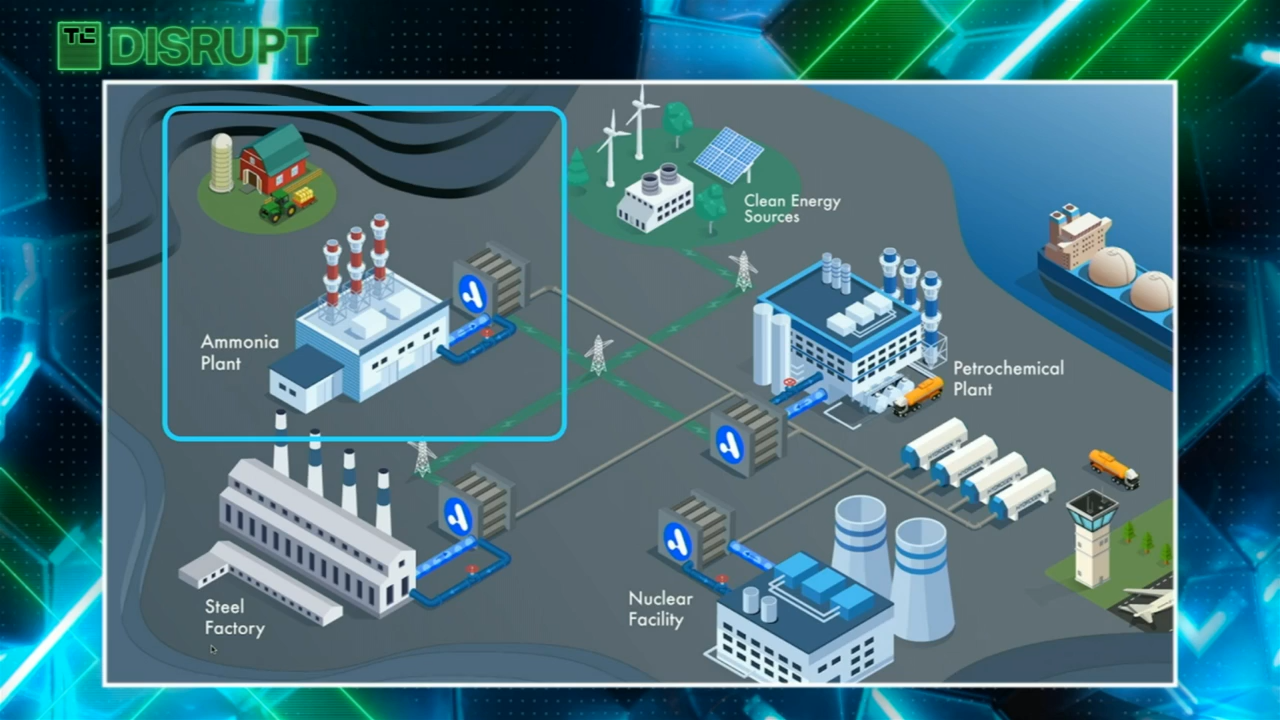 TC DISRUPT
Clean Energy
Sources
Ammonia
Plant
Petrochemical
Plant
Steel
Factory
Nuclear
Facility